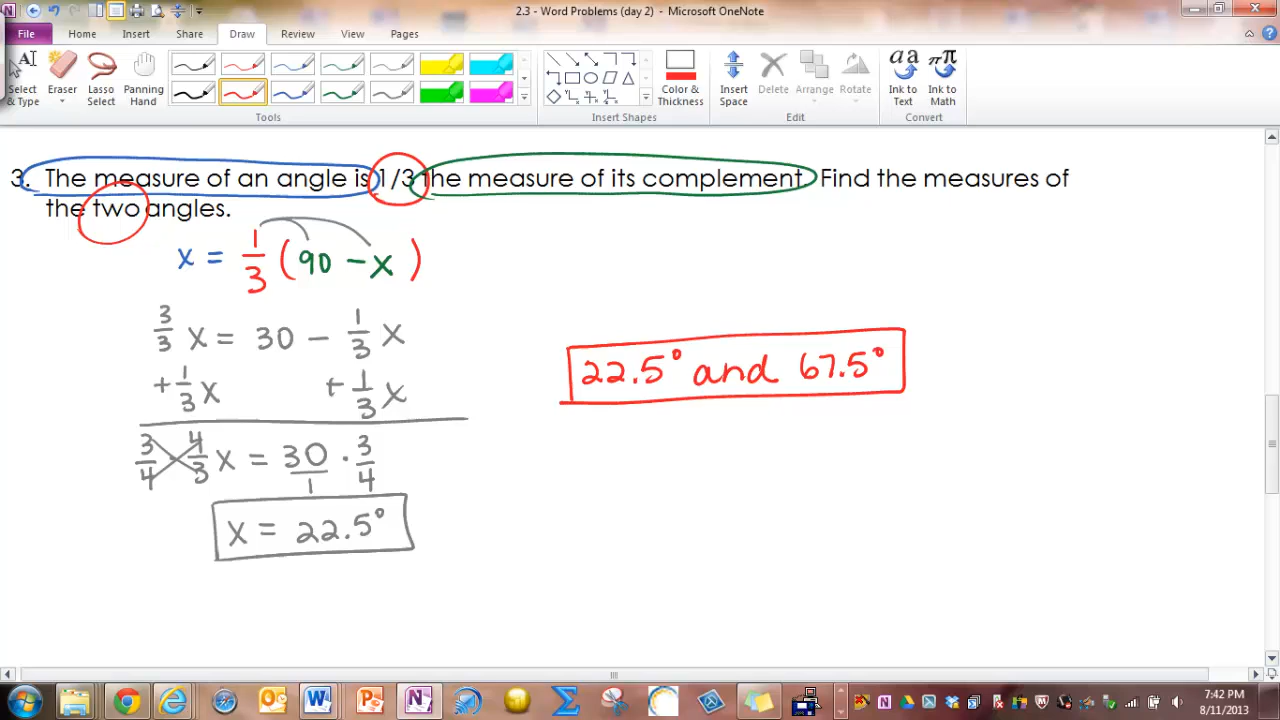 2.3 - Word Problems (day 2) - Microsoft OneNote
File Home Insert Share Draw Review View Pages
Select & Type Eraser Lasso Select Panning Hand Color & Thickness Insert Space Delete Arrange Rotate Ink to Text Ink to Math
Tools Insert Shapes Edit Convert
3. The measure of an angle is 1/3 the measure of its complement. Find the measures of
the two angles.
x = 1/3 (90 - x)
3/3 x = 30 - 1/3 x
+ 1/3 x + 1/3 x
3/4 4/3 x = 30/1 · 3/4
x = 22.5°
22.5° and 67.5°
7:42 PM
8/11/2013